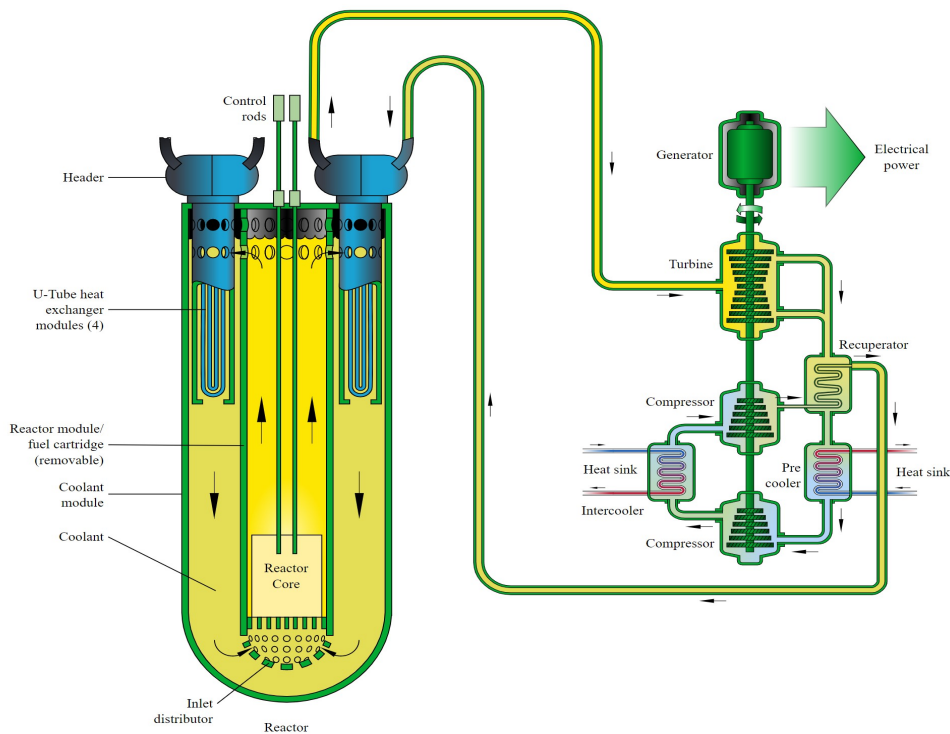 Control
rods
Header
U-Tube heat
exchanger
modules (4)
Reactor module/
fuel cartridge
(removable)
Coolant
module
Coolant
Reactor
Core
Inlet
distributor
Reactor
Generator
Electrical
power
Turbine
Recuperator
Compressor
Heat sink
Intercooler
Pre
cooler
Heat sink
Compressor